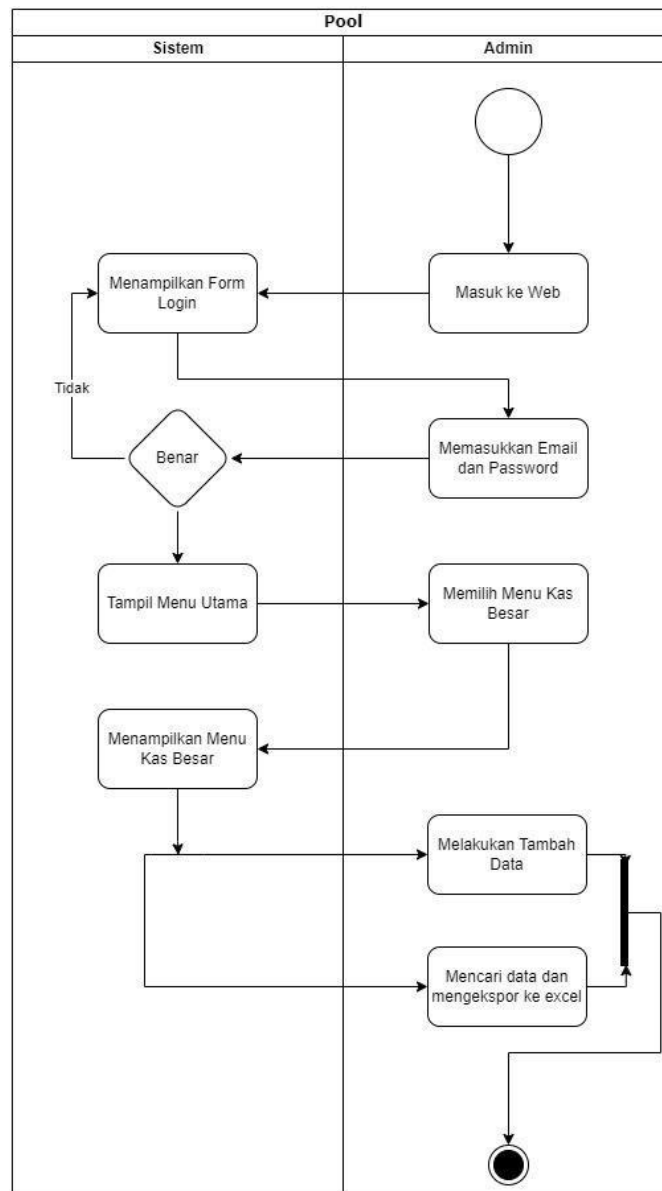 Pool
Sistem
Admin
Menampilkan Form
Login
Masuk ke Web
Tidak
Benar
Memasukkan Email
dan Password
Tampil Menu Utama
Memilih Menu Kas
Besar
Menampilkan Menu
Kas Besar
Melakukan Tambah
Data
Mencari data dan
mengekspor ke excel